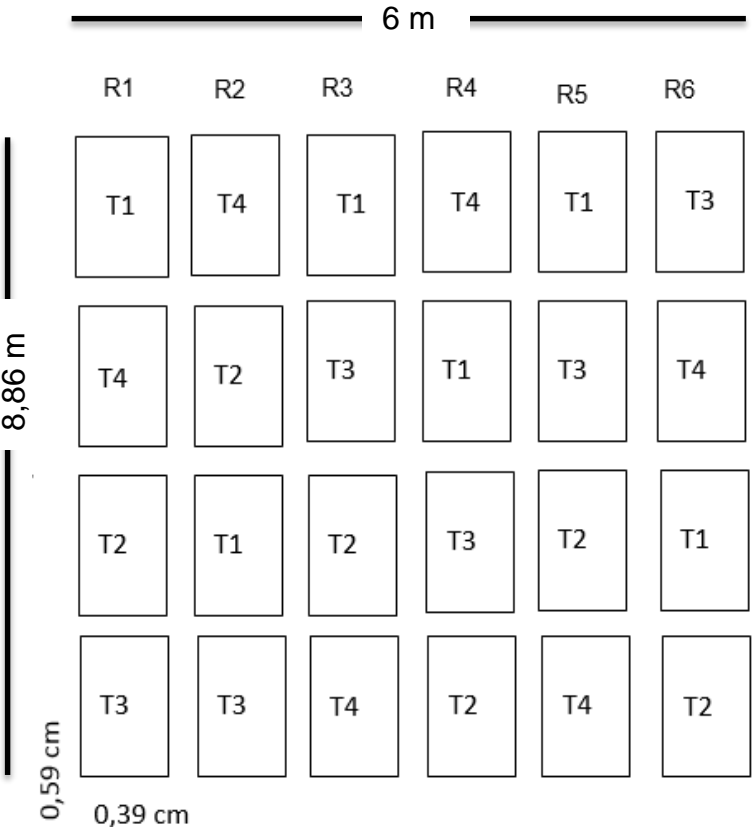 6 m
R1 R2 R3 R4 R5 R6
T1 T4 T1 T4 T1 T3
T4 T2 T3 T1 T3 T4
8,86 m
T2 T1 T2 T3 T2 T1
T3 T3 T4 T2 T4 T2
0,59 cm
0,39 cm